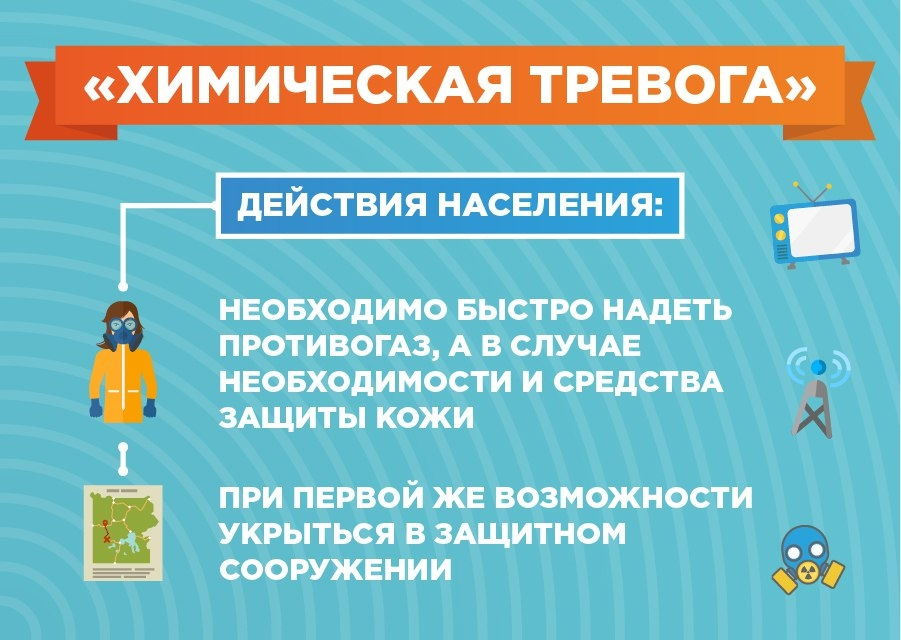 «ХИМИЧЕСКАЯ ТРЕВОГА»
ДЕЙСТВИЯ НАСЕЛЕНИЯ:
НЕОБХОДИМО БЫСТРО НАДЕТЬ
ПРОТИВОГАЗ, А В СЛУЧАЕ
НЕОБХОДИМОСТИ И СРЕДСТВА
ЗАЩИТЫ КОЖИ
ПРИ ПЕРВОЙ ЖЕ ВОЗМОЖНОСТИ
УКРЫТЬСЯ В ЗАЩИТНОМ
СООРУЖЕНИИ